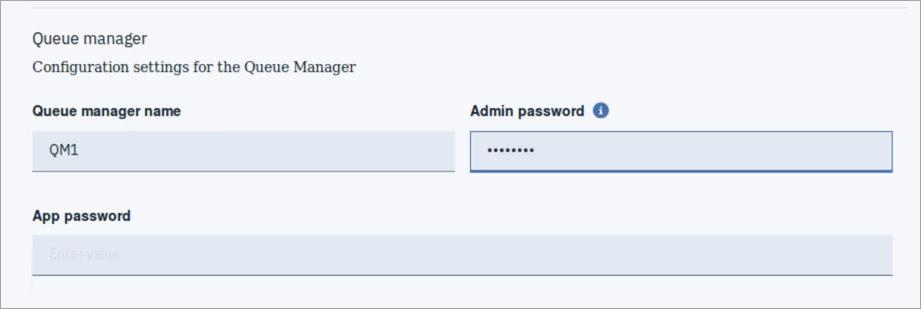 Queue manager
Configuration settings for the Queue Manager
Queue manager name
Admin password
QM1
••••••••
App password
Enter value